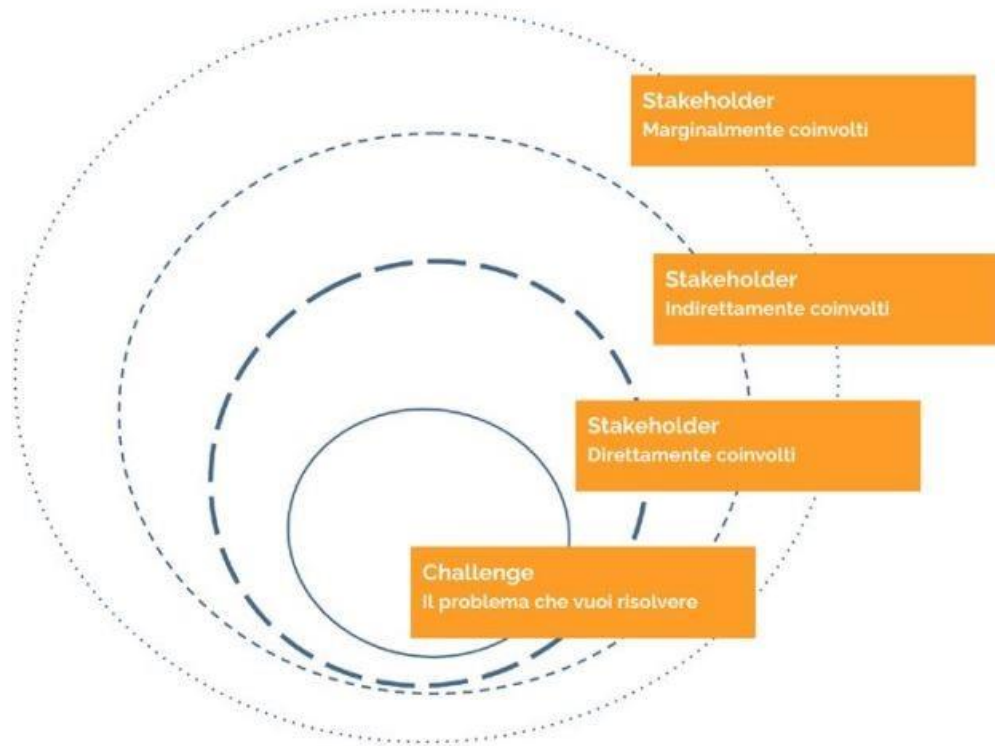 Stakeholder
Marginalmente coinvolti
Stakeholder
Indirettamente coinvolti
Stakeholder
Direttamente coinvolti
Challenge
Il problema che vuoi risolvere